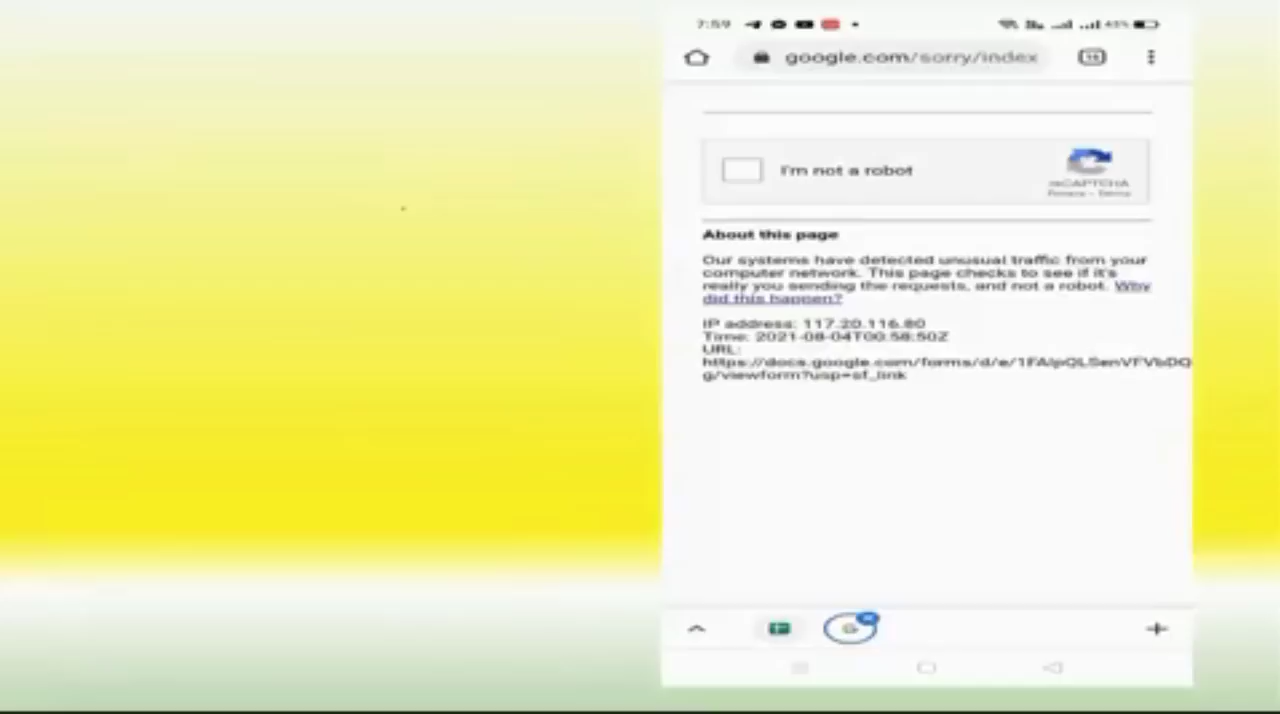 7:59
43%
google.com/sorry/index
I'm not a robot
reCAPTCHA
Privacy - Terms
About this page
Our systems have detected unusual traffic from your
computer network. This page checks to see if it's
really you sending the requests, and not a robot. Why
did this happen?
IP address: 117.20.116.80
Time: 2021-08-04T00:58:50Z
URL:
https://docs.google.com/forms/d/e/1FAIpQLSenVFVbDQ
g/viewform?usp=sf_link
G